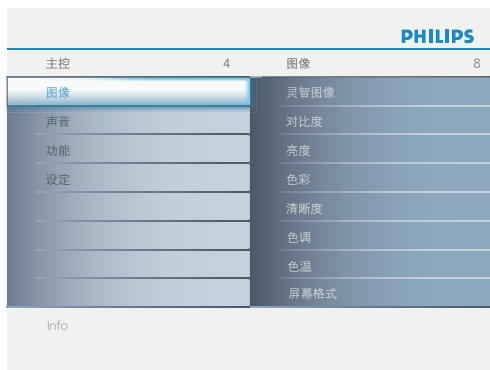 PHILIPS
主控 4 图像 8
图像 灵智图像
声音 对比度
功能 亮度
设定 色彩
清晰度
色调
色温
屏幕格式
Info